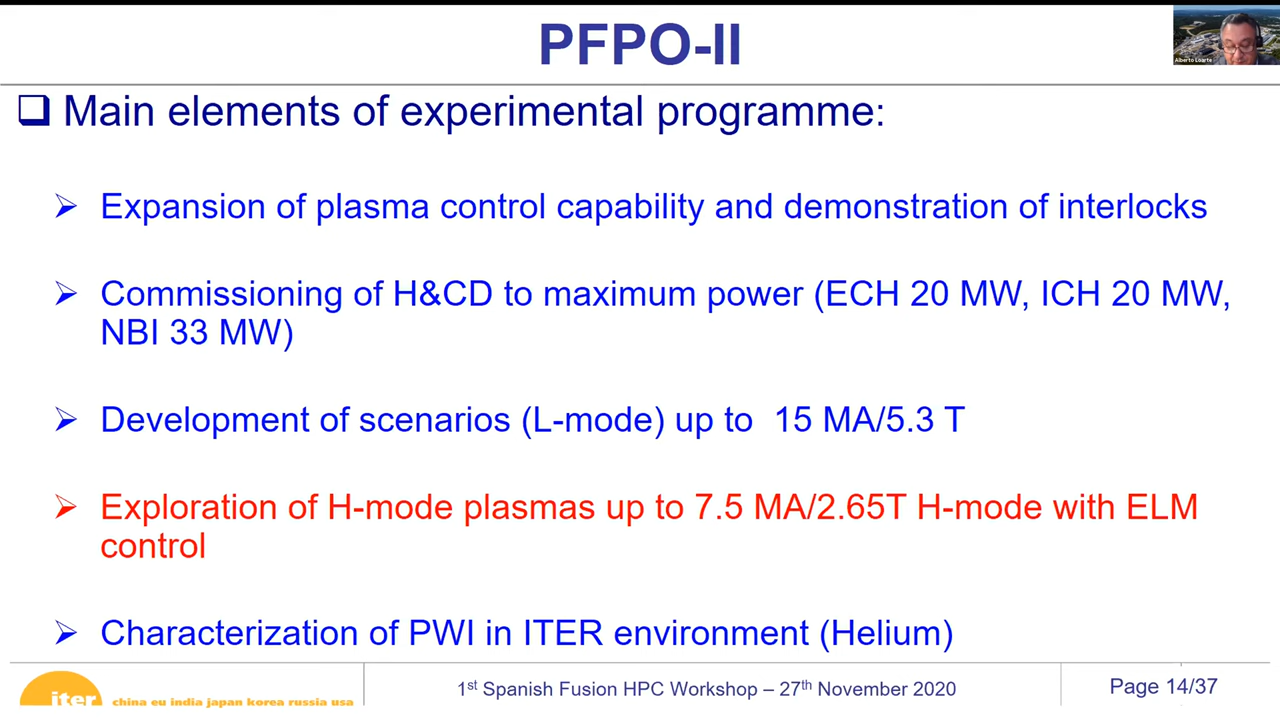 PFPO-II
Alberto Loarte
Main elements of experimental programme:
Expansion of plasma control capability and demonstration of interlocks
Commissioning of H&CD to maximum power (ECH 20 MW, ICH 20 MW,
NBI 33 MW)
Development of scenarios (L-mode) up to 15 MA/5.3 T
Exploration of H-mode plasmas up to 7.5 MA/2.65T H-mode with ELM
control
Characterization of PWI in ITER environment (Helium)
iter
china eu india japan korea russia usa
1st Spanish Fusion HPC Workshop – 27th November 2020
Page 14/37